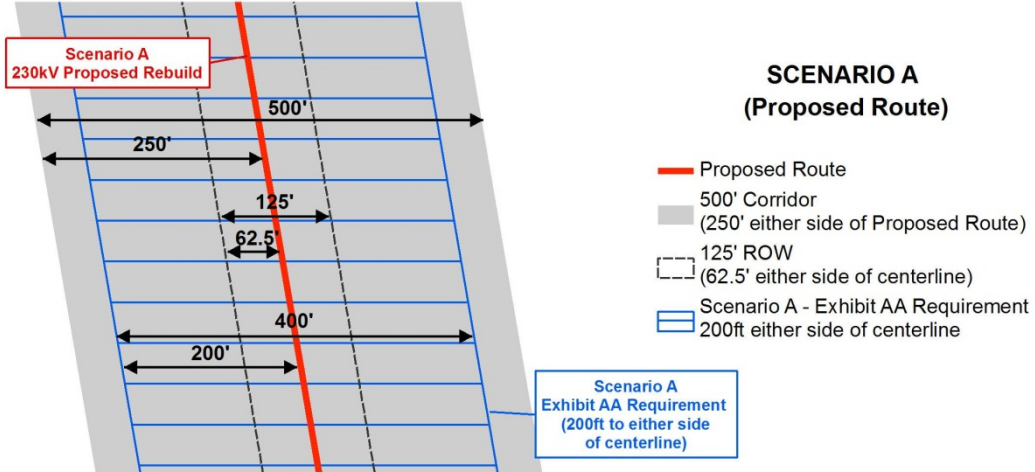 Scenario A
230kV Proposed Rebuild
500'
250'
125'
62.5'
400'
200'
Scenario A
Exhibit AA Requirement
(200ft to either side
of centerline)
SCENARIO A
(Proposed Route)
Proposed Route
500' Corridor
(250' either side of Proposed Route)
125' ROW
(62.5' either side of centerline)
Scenario A - Exhibit AA Requirement
200ft either side of centerline